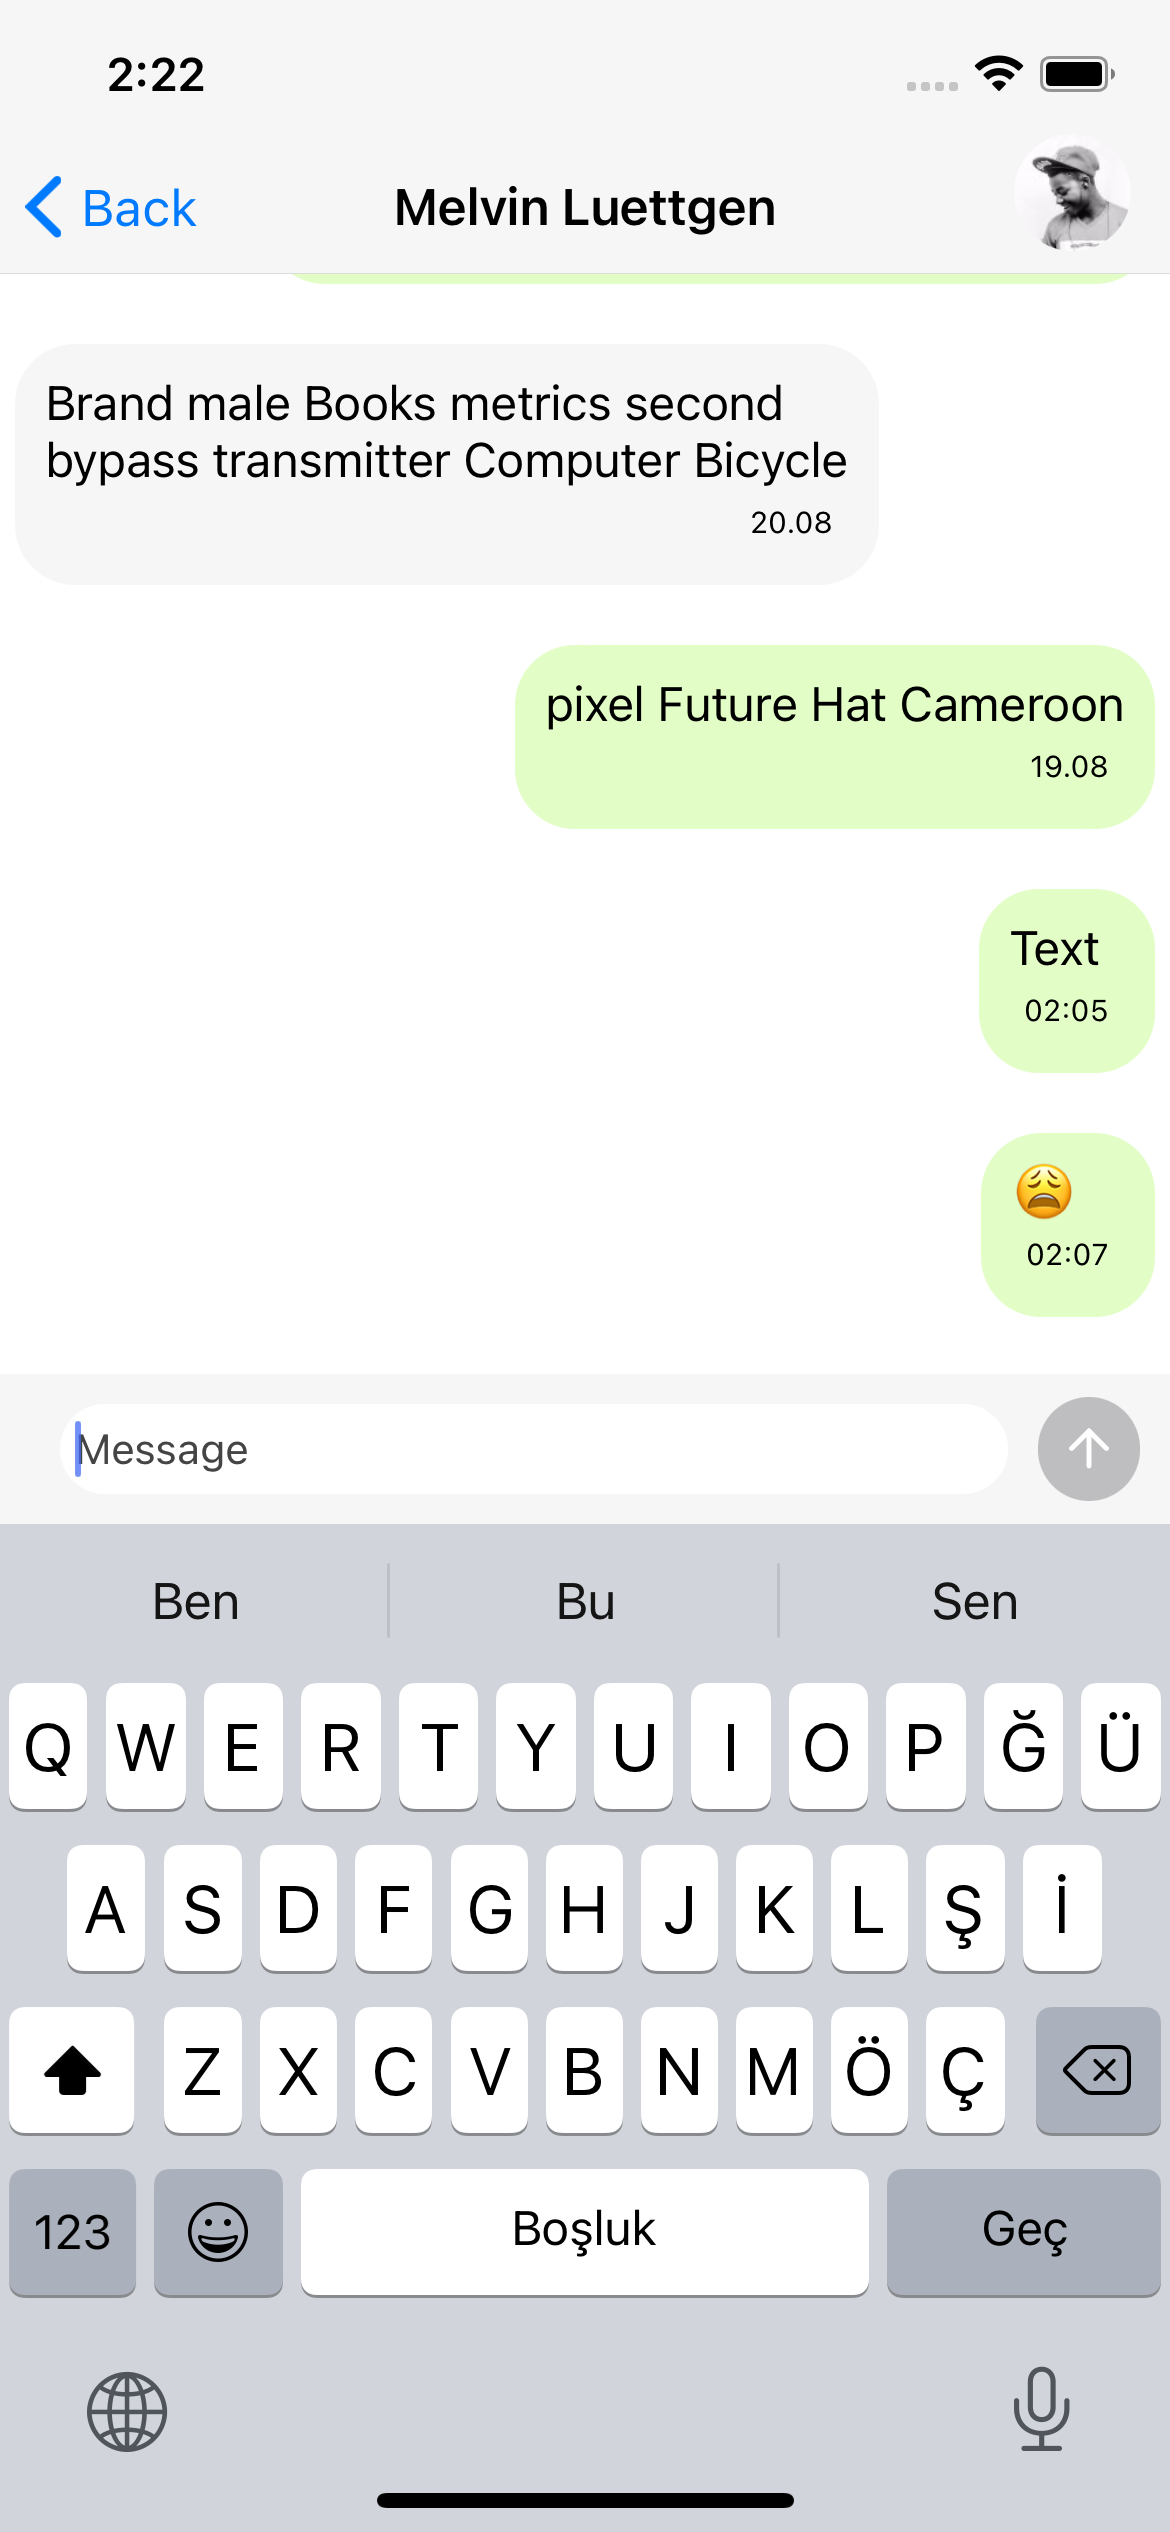 2:22
Back
Melvin Luettgen
Brand male Books metrics second
bypass transmitter Computer Bicycle
20.08
pixel Future Hat Cameroon
19.08
Text
02:05
😩
02:07
Message
Ben Bu Sen
Q W E R T Y U I O P Ğ Ü
A S D F G H J K L Ş İ
Z X C V B N M Ö Ç
123 Boşluk Geç